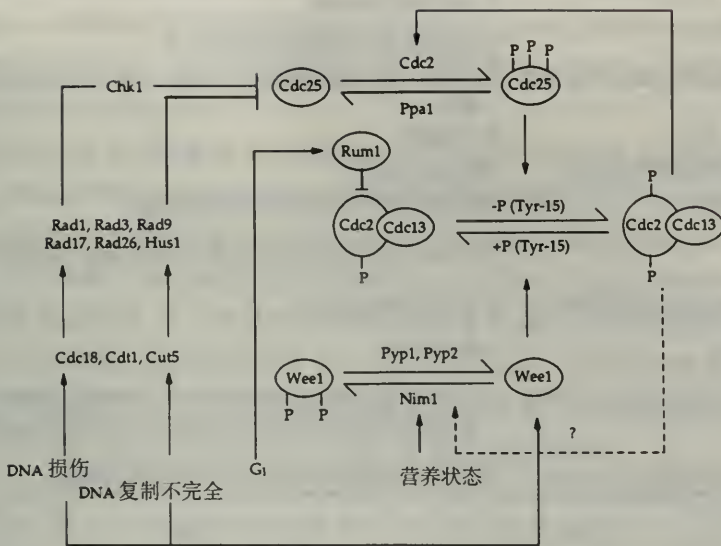 P P P
Cdc2
Chk1
Cdc25
Cdc25
Ppa1
Rum1
P
-P (Tyr-15)
Rad1, Rad3, Rad9
Rad17, Rad26, Hus1
Cdc2
Cdc13
Cdc2
Cdc13
+P (Tyr-15)
P
P
Cdc18, Cdt1, Cut5
Pyp1, Pyp2
Wee1
Wee1
Nim1
P P
?
DNA 损伤
G1
营养状态
DNA 复制不完全